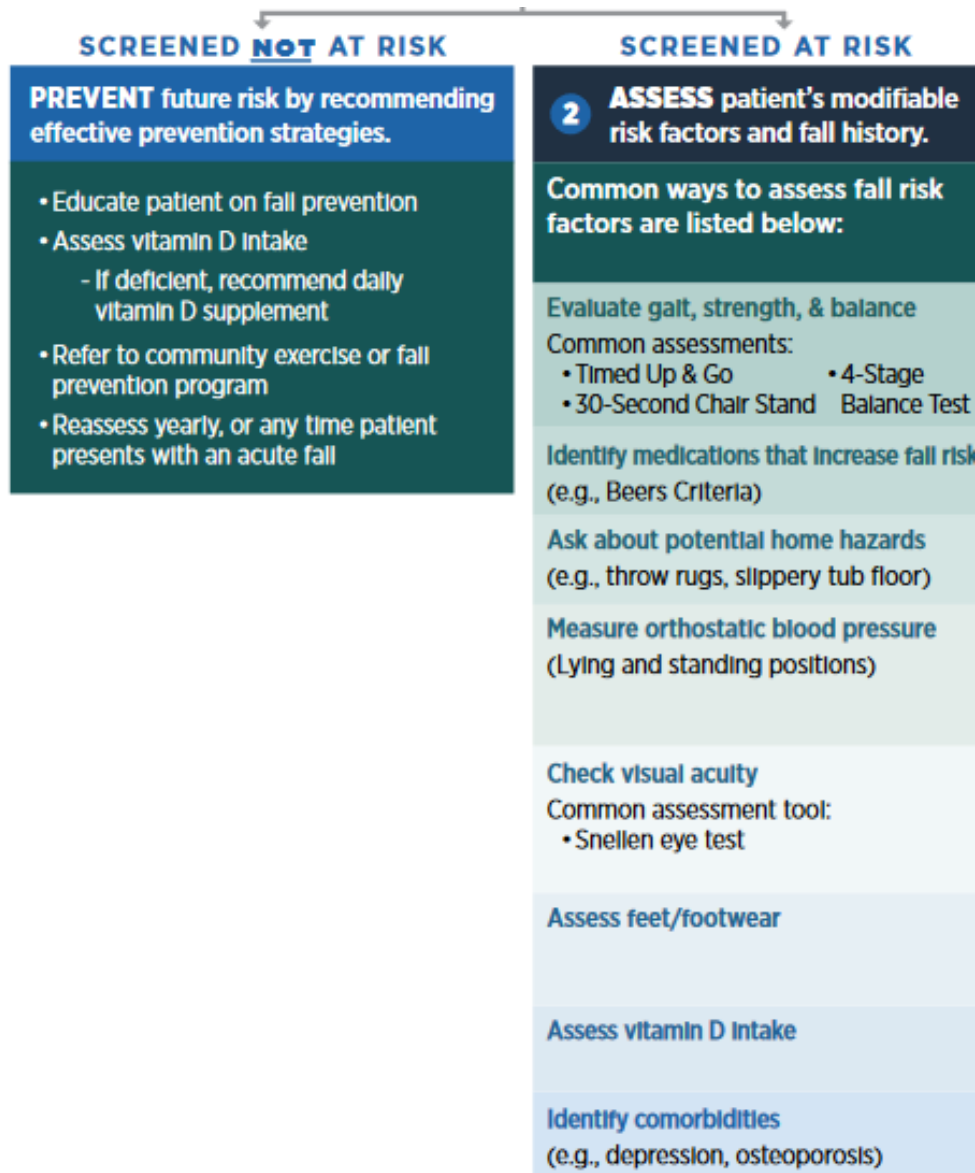 SCREENED NOT AT RISK
PREVENT future risk by recommending
effective prevention strategies.
• Educate patient on fall prevention
• Assess vitamin D intake
- If deficient, recommend daily
vitamin D supplement
• Refer to community exercise or fall
prevention program
• Reassess yearly, or any time patient
presents with an acute fall
SCREENED AT RISK
2 ASSESS patient's modifiable
risk factors and fall history.
Common ways to assess fall risk
factors are listed below:
Evaluate gait, strength, & balance
Common assessments:
• Timed Up & Go • 4-Stage
• 30-Second Chair Stand Balance Test
Identify medications that increase fall risk
(e.g., Beers Criteria)
Ask about potential home hazards
(e.g., throw rugs, slippery tub floor)
Measure orthostatic blood pressure
(Lying and standing positions)
Check visual acuity
Common assessment tool:
• Snellen eye test
Assess feet/footwear
Assess vitamin D intake
Identify comorbidities
(e.g., depression, osteoporosis)